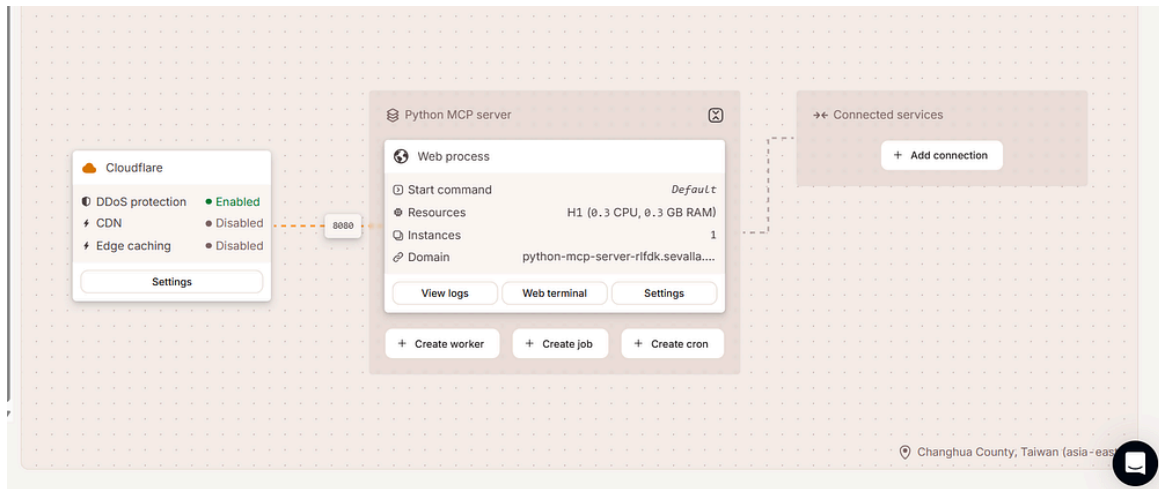 Cloudflare
DDoS protection Enabled
CDN Disabled
Edge caching Disabled
Settings
8080
Python MCP server
Web process
Start command Default
Resources H1 (0.3 CPU, 0.3 GB RAM)
Instances 1
Domain python-mcp-server-rlfdk.sevalla....
View logs Web terminal Settings
+ Create worker + Create job + Create cron
Connected services
+ Add connection
Changhua County, Taiwan (asia-eas